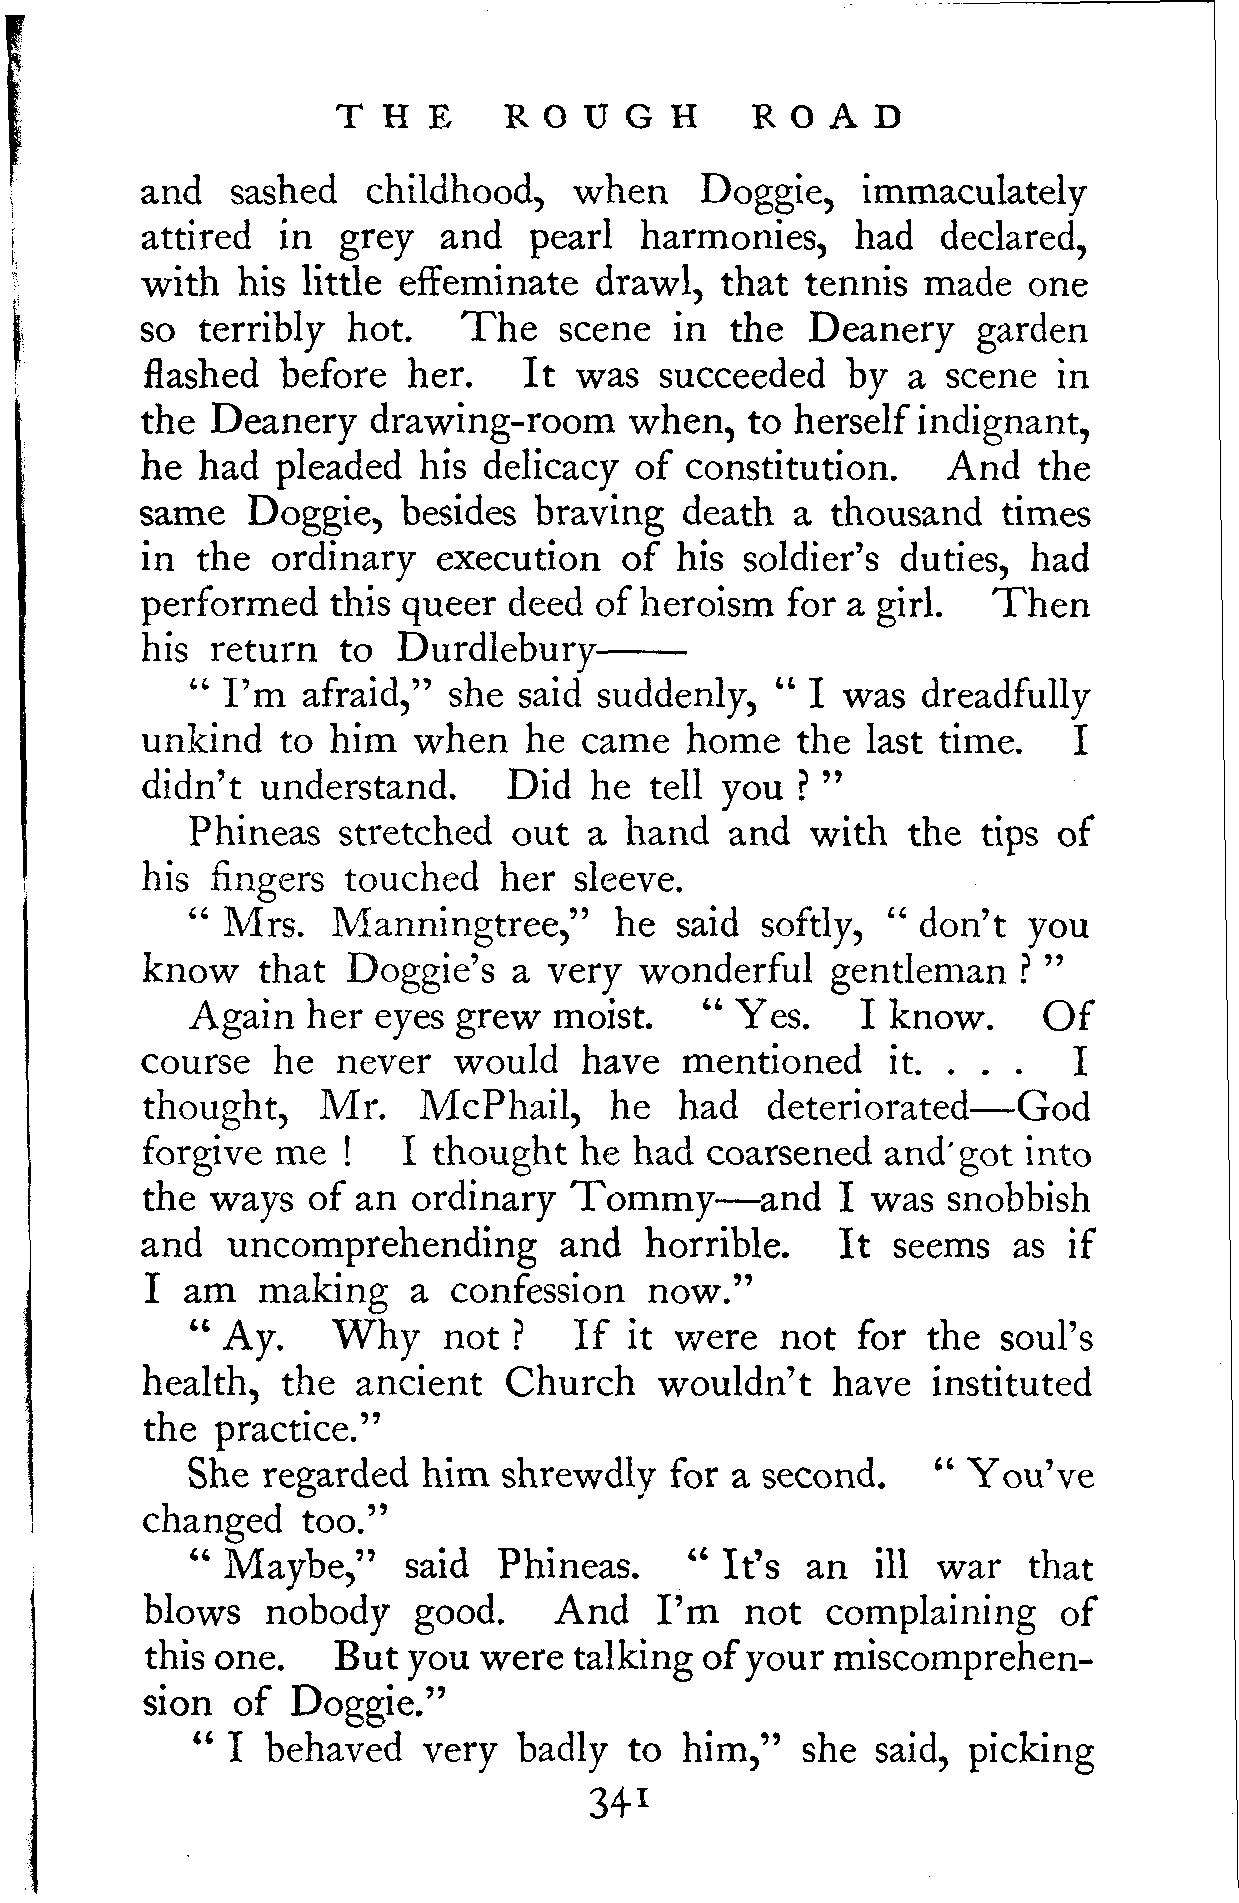 THE ROUGH ROAD
and sashed childhood, when Doggie, immaculately
attired in grey and pearl harmonies, had declared,
with his little effeminate drawl, that tennis made one
so terribly hot. The scene in the Deanery garden
flashed before her. It was succeeded by a scene in
the Deanery drawing-room when, to herself indignant,
he had pleaded his delicacy of constitution. And the
same Doggie, besides braving death a thousand times
in the ordinary execution of his soldier's duties, had
performed this queer deed of heroism for a girl. Then
his return to Durdlebury——
“ I'm afraid,” she said suddenly, “ I was dreadfully
unkind to him when he came home the last time. I
didn't understand. Did he tell you ? ”
Phineas stretched out a hand and with the tips of
his fingers touched her sleeve.
“ Mrs. Manningtree,” he said softly, “ don't you
know that Doggie's a very wonderful gentleman ? ”
Again her eyes grew moist. “ Yes. I know. Of
course he never would have mentioned it. . . . I
thought, Mr. McPhail, he had deteriorated—God
forgive me ! I thought he had coarsened and got into
the ways of an ordinary Tommy—and I was snobbish
and uncomprehending and horrible. It seems as if
I am making a confession now.”
“ Ay. Why not ? If it were not for the soul's
health, the ancient Church wouldn't have instituted
the practice.”
She regarded him shrewdly for a second. “ You've
changed too.”
“ Maybe,” said Phineas. “ It's an ill war that
blows nobody good. And I'm not complaining of
this one. But you were talking of your miscomprehen-
sion of Doggie.”
“ I behaved very badly to him,” she said, picking
341